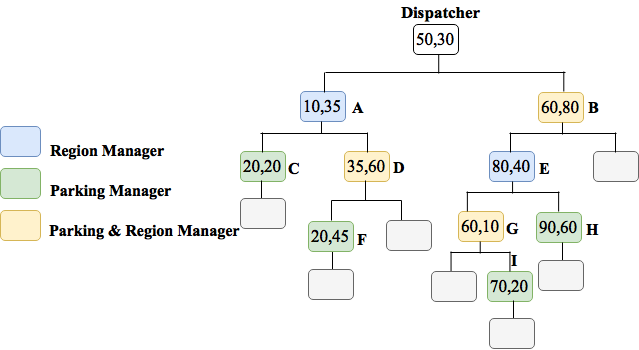 Dispatcher
50,30
10,35 A
60,80 B
Region Manager
20,20 C
35,60 D
80,40 E
Parking Manager
Parking & Region Manager
20,45 F
60,10 G
90,60 H
I
70,20